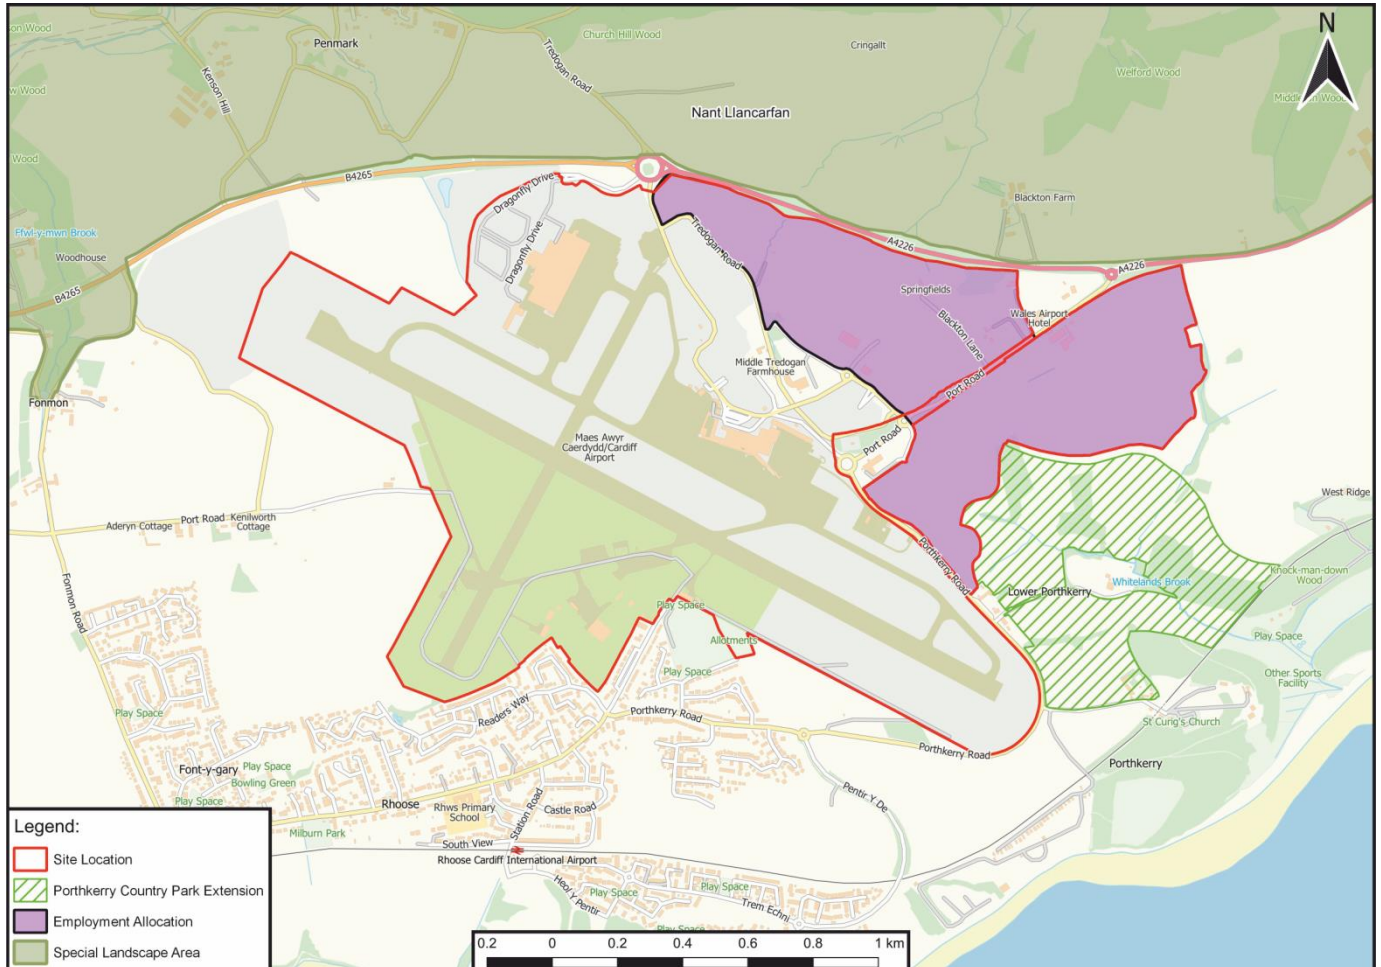 son Wood
Penmark
Church Hill Wood
Cringallt
N
Kenson Hill
Tredogan Road
Welford Wood
w Wood
Nant Llancarfan
Wood
B4265
Dragonfly Drive
Blackton Farm
Ffwl-y-mwn Brook
Woodhouse
Dragonfly Drive
Tredogan Road
A4226
A4226
B4265
Springfields
Wales Airport
Hotel
Blackton Lane
Middle Tredogan
Farmhouse
Port Road
Fonmon
Maes Awyr
Caerdydd/Cardiff
Airport
Port Road
West Ridge
Aderyn Cottage
Port Road
Kenilworth
Cottage
Porthkerry Road
Knock-man-down
Wood
Whitelands Brook
Lower Porthkerry
Fonmon Road
Play Space
Allotments
Play Space
Play Space
Other Sports
Facility
Readers Way
Porthkerry Road
Play Space
St Curig's Church
Porthkerry Road
Porthkerry
Font-y-gary
Play Space
Bowling Green
Play Space
Rhoose
Rhws Primary
School
Station Road
Castle Road
Pentir Y De
Milburn Park
South View
Rhoose Cardiff International Airport
Heol Y Pentir
Play Space
Play Space
Trem Echni
Play Space
Legend:
Site Location
Porthkerry Country Park Extension
Employment Allocation
Special Landscape Area
0.2 0 0.2 0.4 0.6 0.8 1 km